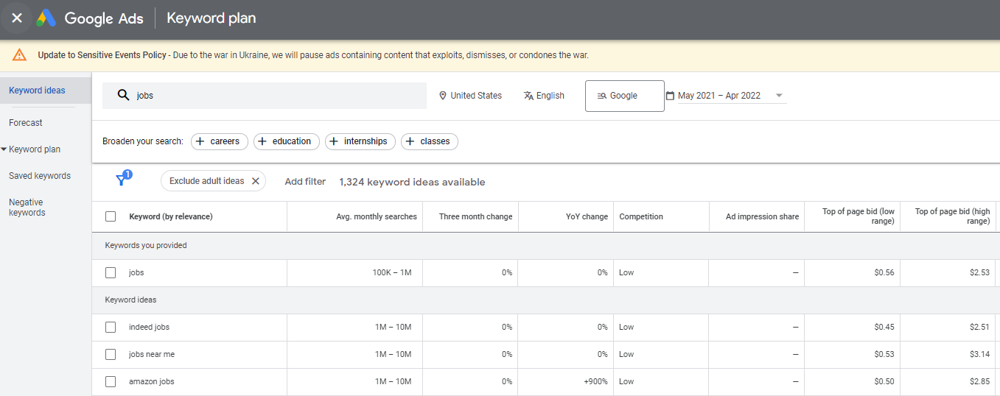 Google Ads Keyword plan
Update to Sensitive Events Policy - Due to the war in Ukraine, we will pause ads containing content that exploits, dismisses, or condones the war.
Keyword ideas
Forecast
Keyword plan
Saved keywords
Negative
keywords
jobs United States English Google May 2021 – Apr 2022
Broaden your search: careers education internships classes
1 Exclude adult ideas Add filter 1,324 keyword ideas available
Keyword (by relevance) Avg. monthly searches Three month change YoY change Competition Ad impression share Top of page bid (low range) Top of page bid (high range)
Keywords you provided
jobs 100K – 1M 0% 0% Low — $0.56 $2.53
Keyword ideas
indeed jobs 1M – 10M 0% 0% Low — $0.45 $2.51
jobs near me 1M – 10M 0% 0% Low — $0.53 $3.14
amazon jobs 1M – 10M 0% +900% Low — $0.50 $2.85